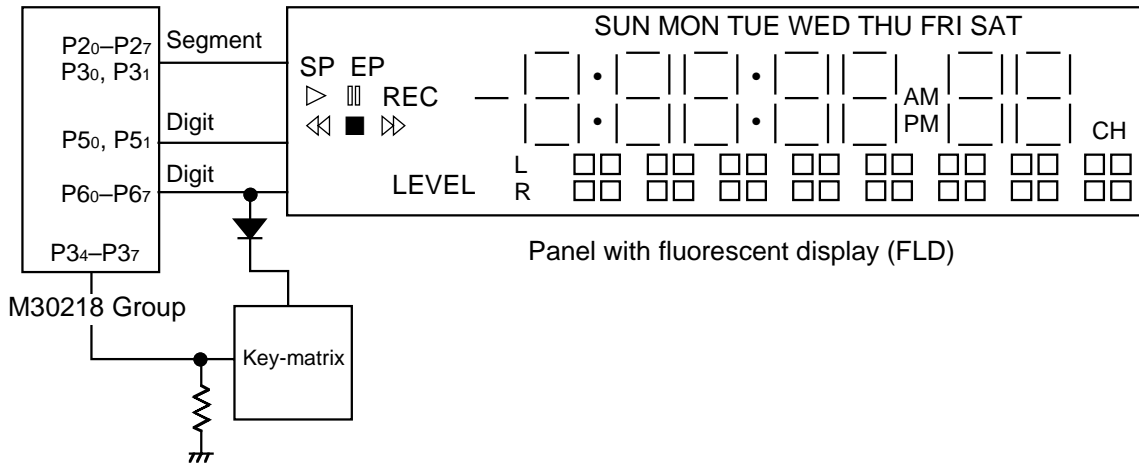 P20–P27
P30, P31
Segment
P50, P51
Digit
P60–P67
Digit
P34–P37
M30218 Group
Key-matrix
SUN MON TUE WED THU FRI SAT
SP EP
REC
AM
PM
CH
LEVEL
L
R
Panel with fluorescent display (FLD)